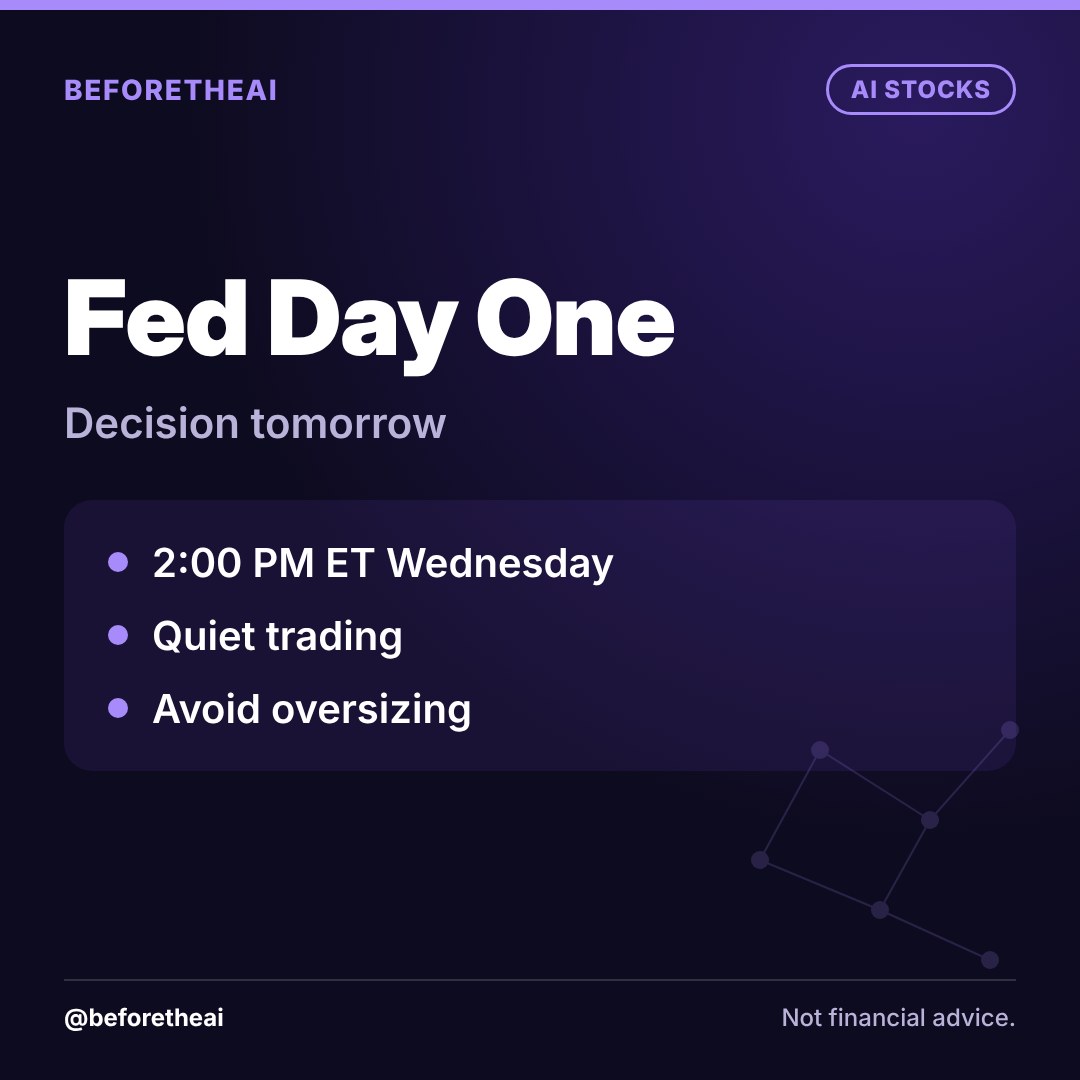 BEFORETHEAI
AI STOCKS
Fed Day One
Decision tomorrow
2:00 PM ET Wednesday
Quiet trading
Avoid oversizing
@beforetheai
Not financial advice.